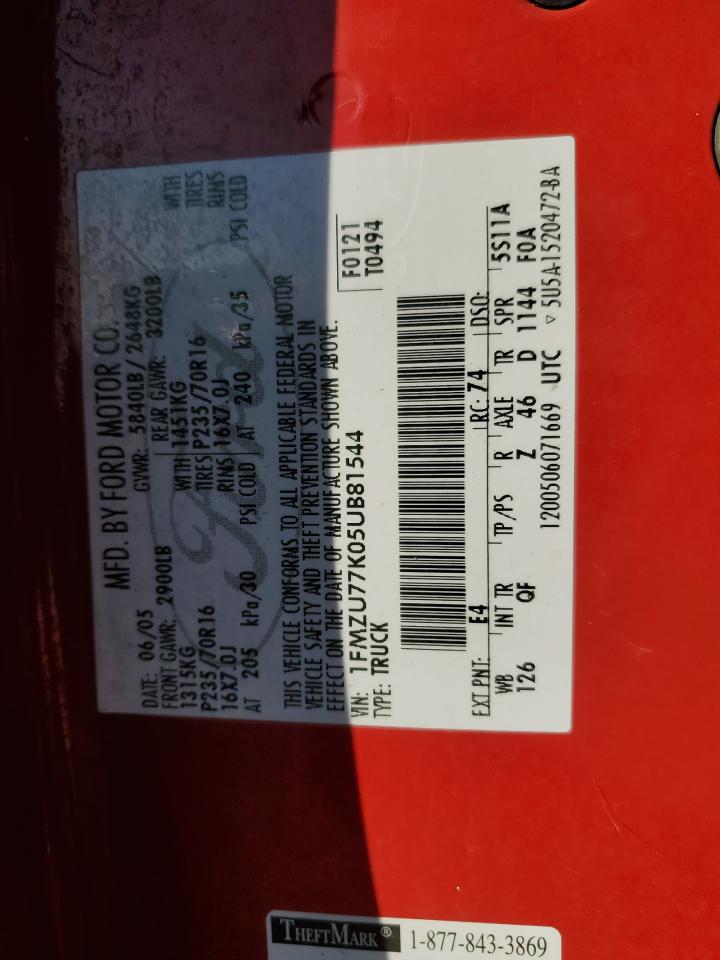 MFD. BY FORD MOTOR CO.
DATE: 06/05 GVWR: 5840LB/2648KG
FRONT GAWR: 2900LB REAR GAWR: 3200LB
1315KG WITH 1451KG WITH
P235/70R16 TIRES P235/70R16 TIRES
16X7.0J RIMS 16X7.0J RIMS
AT 205 kPa/30 PSI COLD AT 240 kPa/35 PSI COLD
THIS VEHICLE CONFORMS TO ALL APPLICABLE FEDERAL MOTOR
VEHICLE SAFETY AND THEFT PREVENTION STANDARDS IN
EFFECT ON THE DATE OF MANUFACTURE SHOWN ABOVE.
VIN: 1FMZU77K05UB81544 F0121
TYPE: TRUCK T0494
EXT PNT: E4 RC: 74 DSO:
WB INT TR TP/PS R AXLE TR SPR 5S11A
126 QF Z 46 D 1144 F0A
1200506071669 UTC ▽ 5U5A-1520472-BA
Ford
THEFTMARK®
1-877-843-3869